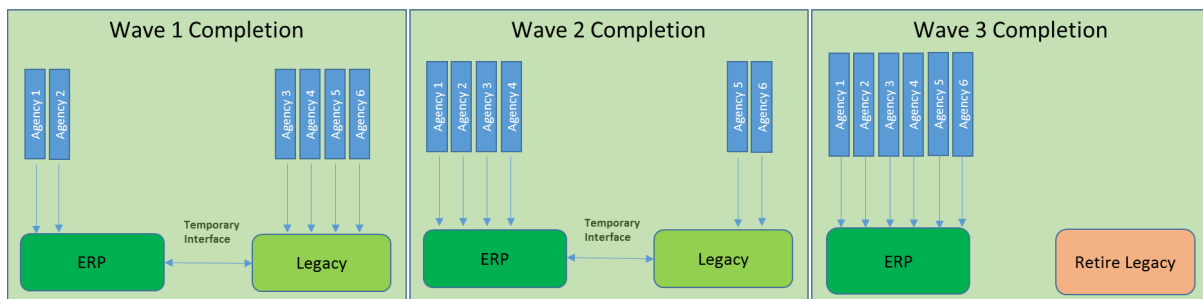 Wave 1 Completion
Agency 1
Agency 2
Agency 3
Agency 4
Agency 5
Agency 6
Temporary
Interface
ERP
Legacy
Wave 2 Completion
Agency 1
Agency 2
Agency 3
Agency 4
Agency 5
Agency 6
Temporary
Interface
ERP
Legacy
Wave 3 Completion
Agency 1
Agency 2
Agency 3
Agency 4
Agency 5
Agency 6
ERP
Retire Legacy